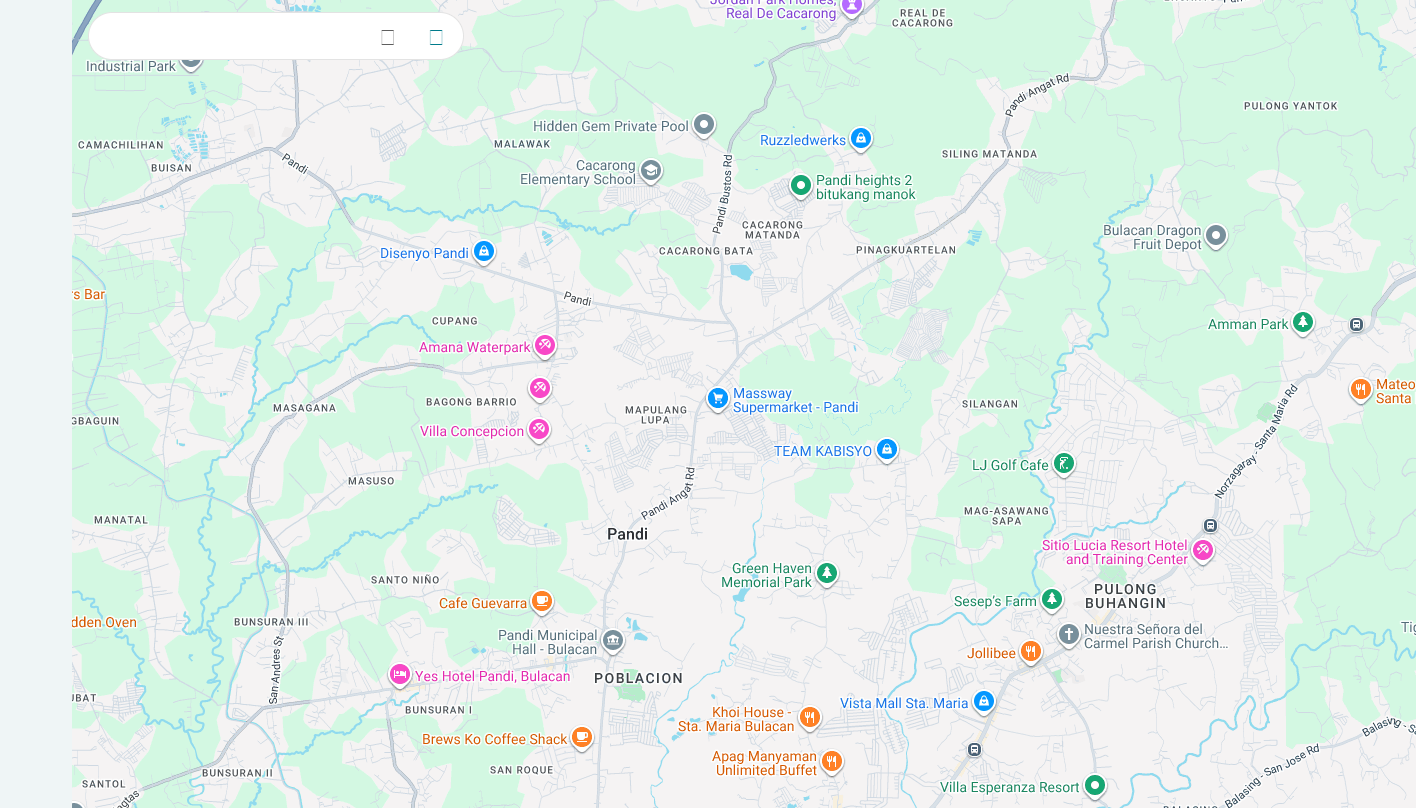 Jordan Park Homes,
Real De Cacarong
REAL DE
CACARONG
Industrial Park
Pandi Angat Rd
PULONG YANTOK
Hidden Gem Private Pool
CAMACHILIHAN
MALAWAK
Ruzzledwerks
SILING MATANDA
BUISAN
Pandi
Cacarong
Elementary School
Pandi Bustos Rd
Pandi heights 2
bitukang manok
CACARONG
MATANDA
Bulacan Dragon
Fruit Depot
Disenyo Pandi
CACARONG BATA
PINAGKUARTELAN
rs Bar
Pandi
CUPANG
Amana Waterpark
Amman Park
Massway
Supermarket - Pandi
Mateo
Santa
BAGONG BARRIO
MASAGANA
MAPULANG
LUPA
SILANGAN
GBAGUIN
Villa Concepcion
TEAM KABISYO
LJ Golf Cafe
Norzagaray - Santa Maria Rd
MASUSO
Pandi Angat Rd
MANATAL
MAG-ASAWANG
SAPA
Pandi
Sitio Lucia Resort Hotel
and Training Center
Green Haven
Memorial Park
SANTO NIÑO
PULONG
BUHANGIN
Cafe Guevarra
Sesep's Farm
dden Oven
BUNSURAN III
Pandi Municipal
Hall - Bulacan
Nuestra Señora del
Carmel Parish Church...
Tig
Jollibee
San Andres St
Yes Hotel Pandi, Bulacan
POBLACION
UBAT
BUNSURAN I
Vista Mall Sta. Maria
Khoi House -
Sta. Maria Bulacan
Brews Ko Coffee Shack
Apag Manyaman
Unlimited Buffet
SAN ROQUE
BUNSURAN II
SANTOL
Villa Esperanza Resort
Balasing - San Jose Rd